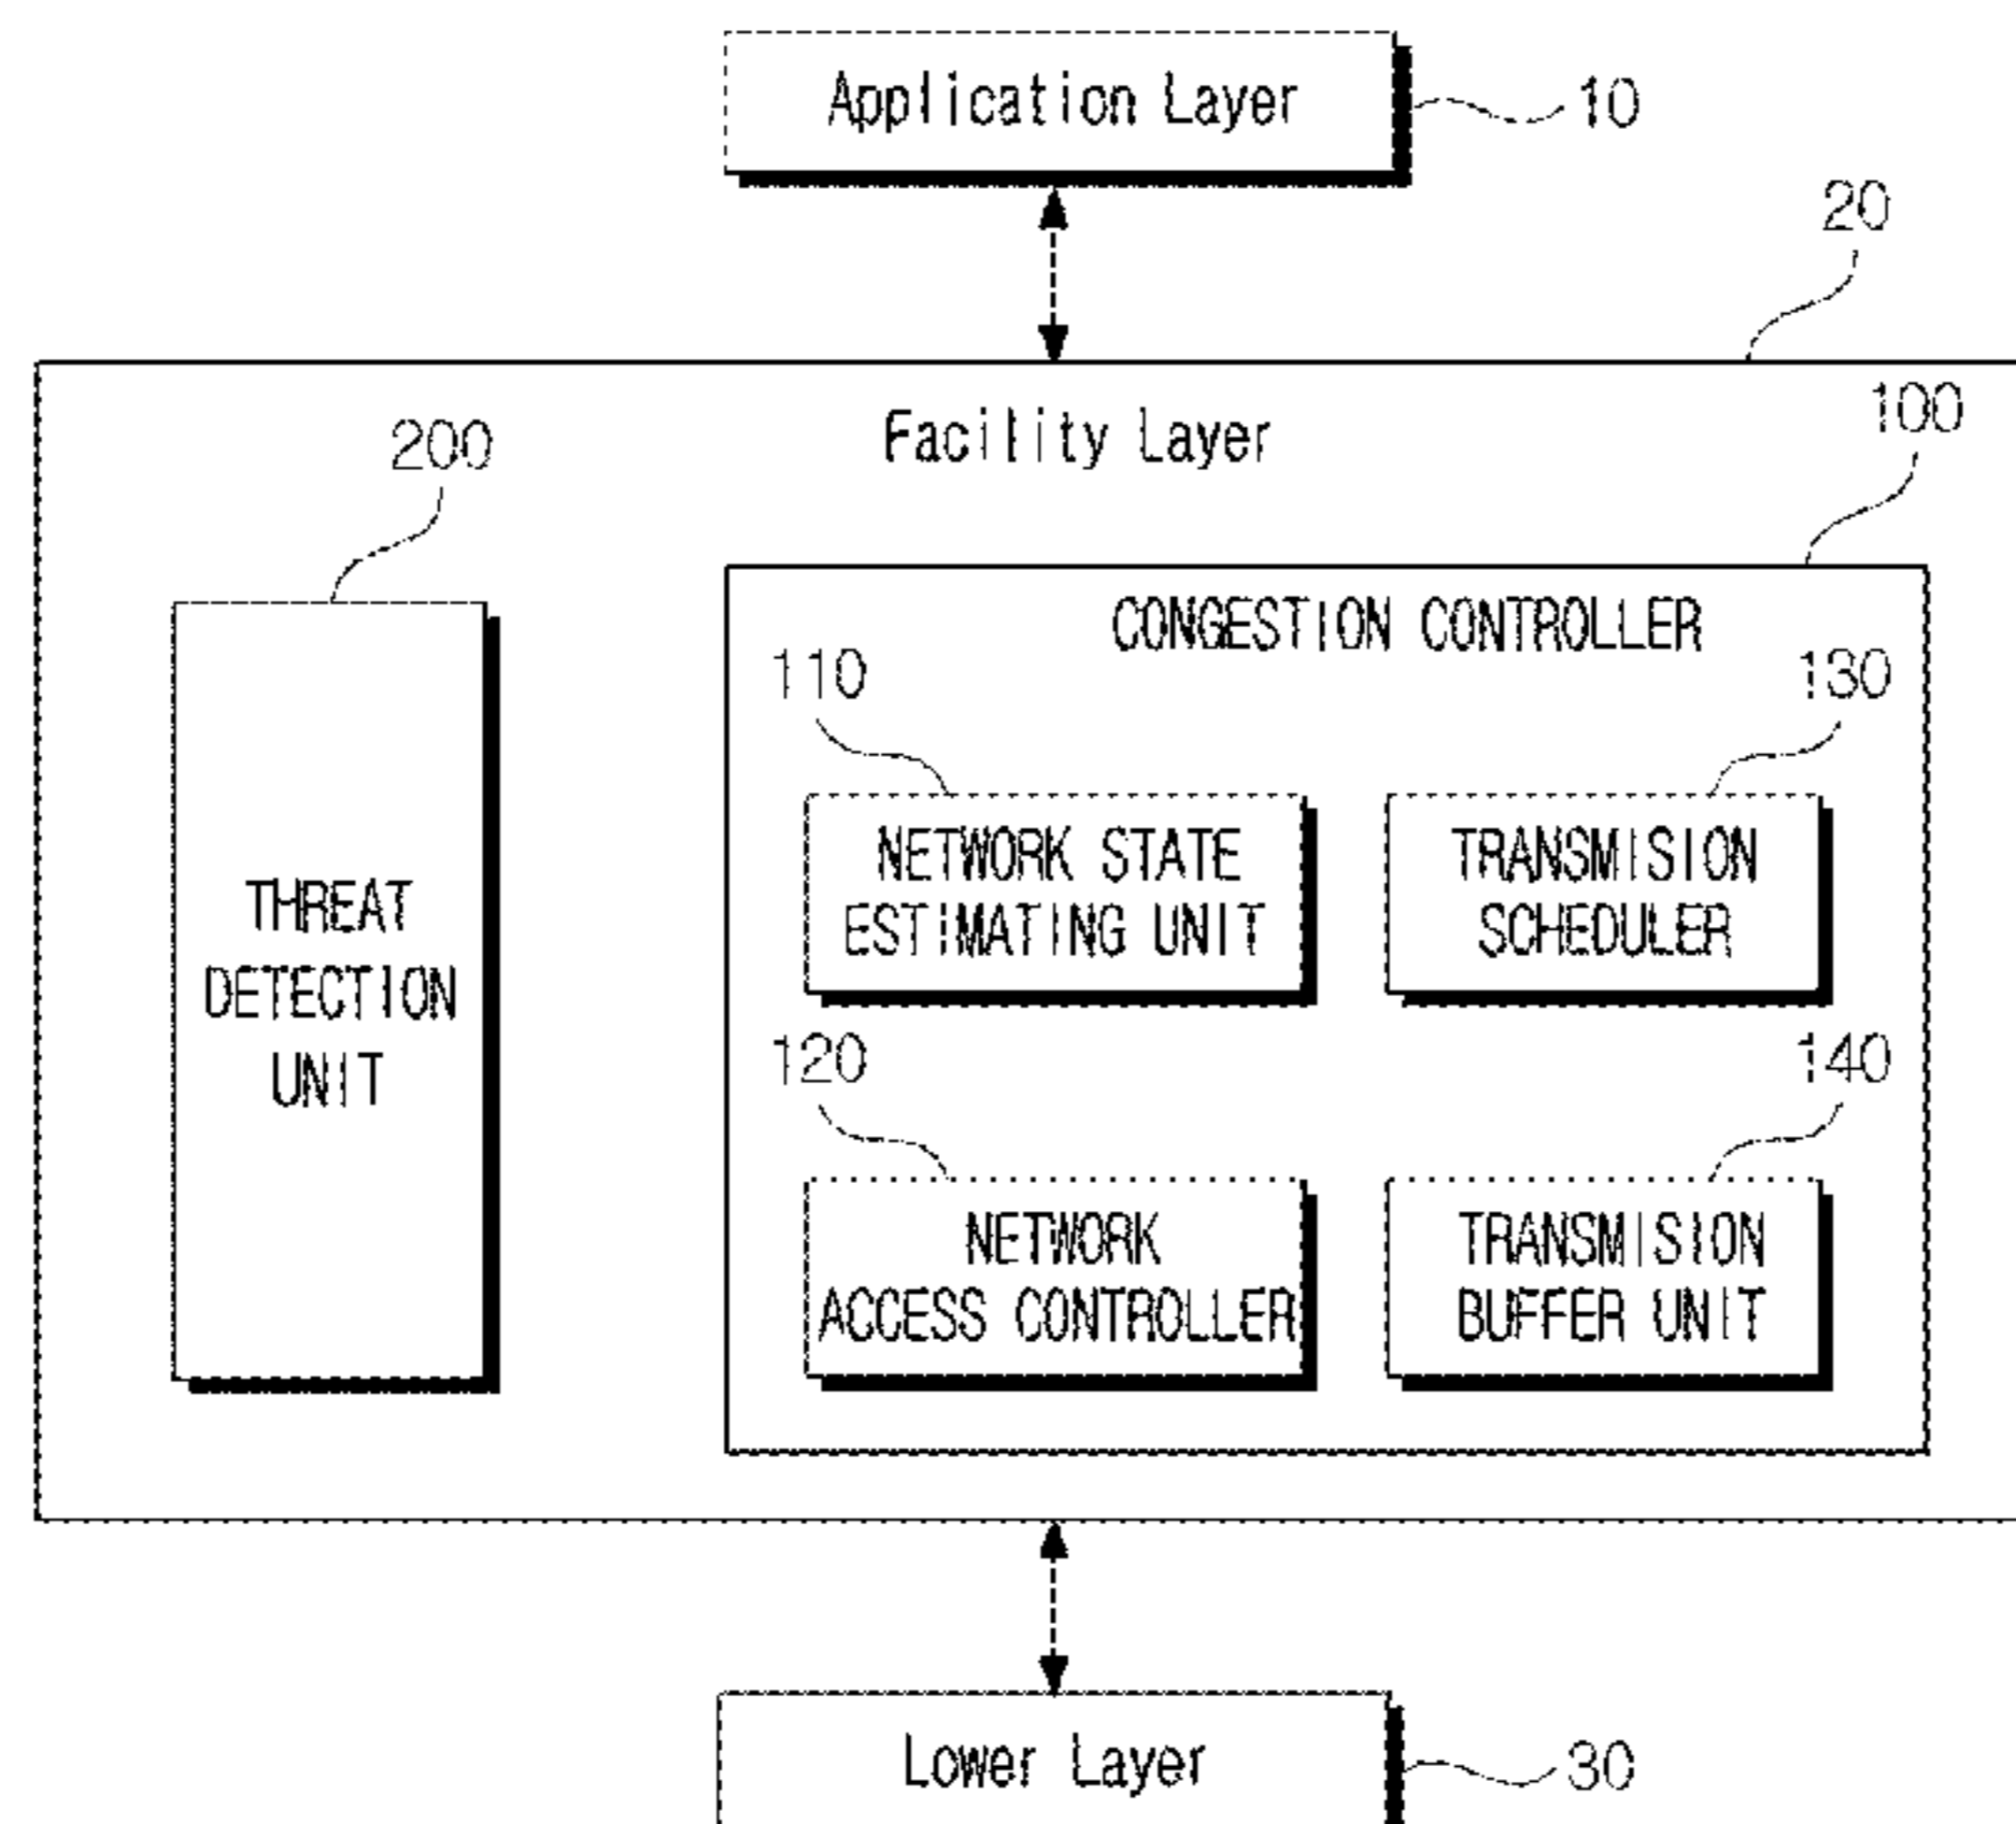 Application Layer
10
20
Facility Layer
100
200
CONGESTION CONTROLLER
110
130
NETWORK STATE
ESTIMATING UNIT
TRANSMISION
SCHEDULER
THREAT
DETECTION
UNIT
120
140
NETWORK
ACCESS CONTROLLER
TRANSMISION
BUFFER UNIT
Lower Layer
30